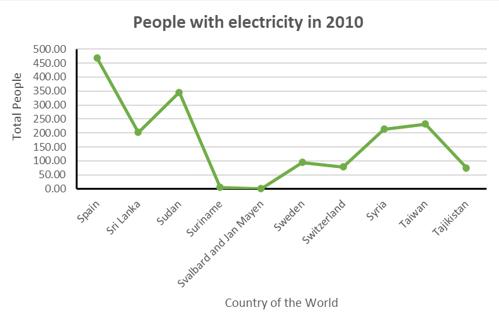 People with electricity in 2010
Total People
500.00
450.00
400.00
350.00
300.00
250.00
200.00
150.00
100.00
50.00
0.00
Spain
Sri Lanka
Sudan
Suriname
Svalbard and Jan Mayen
Sweden
Switzerland
Syria
Taiwan
Tajikistan
Country of the World